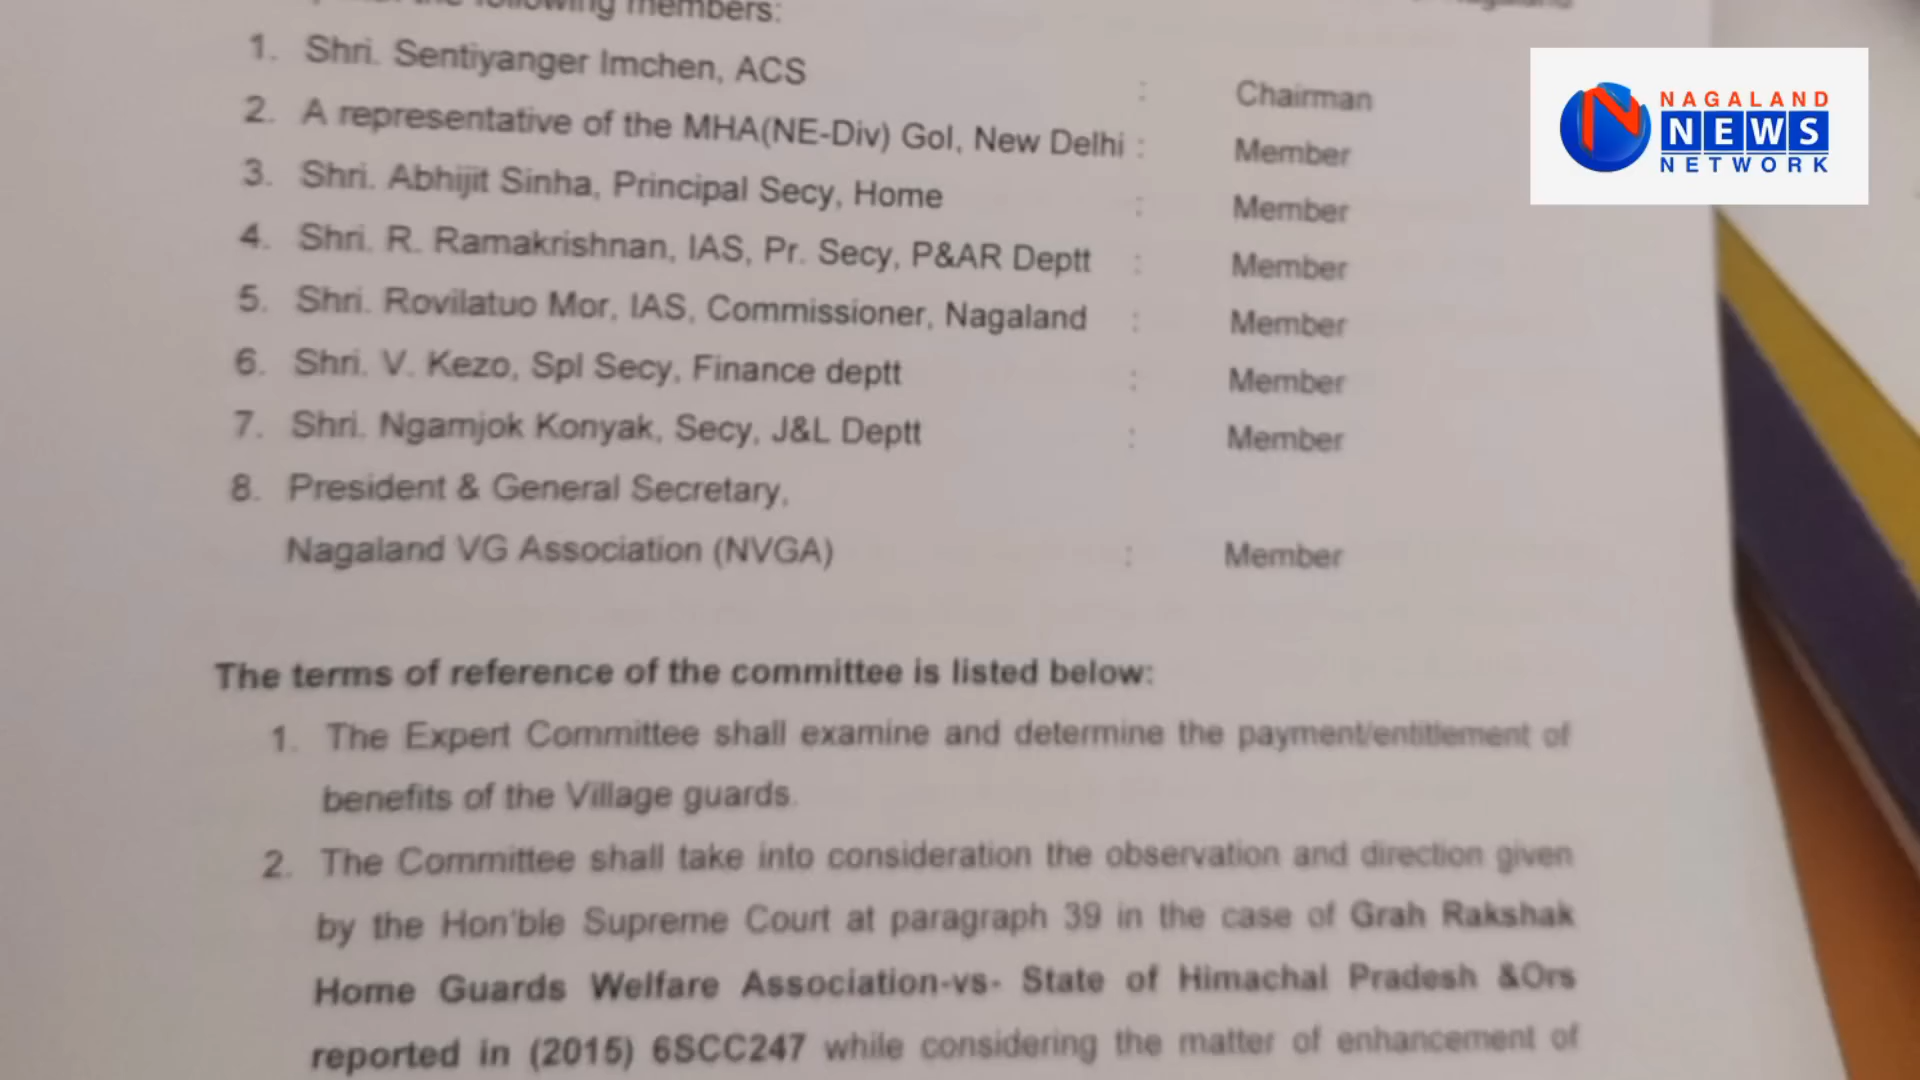 the following members:
1. Shri. Sentiyanger Imchen, ACS : Chairman
2. A representative of the MHA(NE-Div) GoI, New Delhi : Member
3. Shri. Abhijit Sinha, Principal Secy, Home : Member
4. Shri. R. Ramakrishnan, IAS, Pr. Secy, P&AR Deptt : Member
5. Shri. Rovilatuo Mor, IAS, Commissioner, Nagaland : Member
6. Shri. V. Kezo, Spl Secy, Finance deptt : Member
7. Shri. Ngamjok Konyak, Secy, J&L Deptt : Member
8. President & General Secretary,
Nagaland VG Association (NVGA) : Member
The terms of reference of the committee is listed below:
1. The Expert Committee shall examine and determine the payment/entitlement of
benefits of the Village guards.
2. The Committee shall take into consideration the observation and direction given
by the Hon'ble Supreme Court at paragraph 39 in the case of Grah Rakshak
Home Guards Welfare Association-vs- State of Himachal Pradesh &Ors
reported in (2015) 6SCC247 while considering the matter of enhancement of
NAGALAND
NEWS
NETWORK